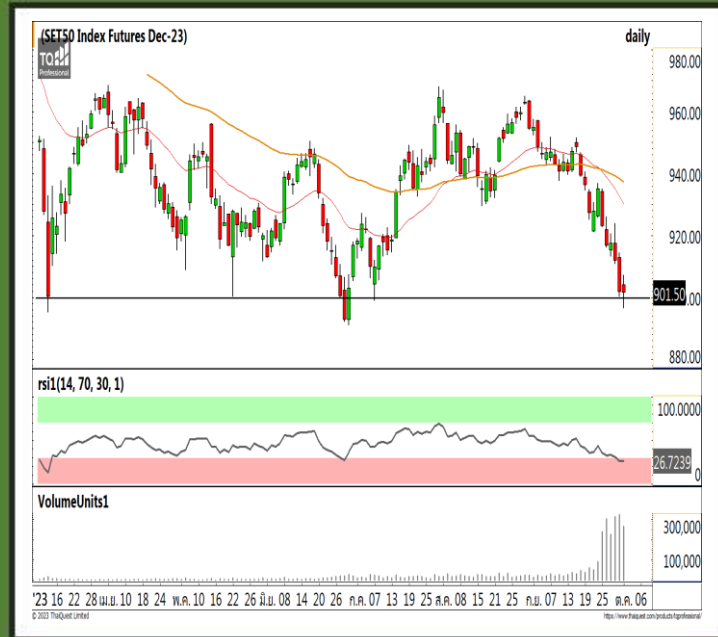 (SET50 Index Futures Dec-23) daily
TQ
Professional
980.00
960.00
940.00
920.00
901.50 .00
880.00
rsi1(14, 70, 30, 1)
100.0000
26.7239 0
VolumeUnits1
300,000
100,000
'23 16 22 28 เม.ย. 10 18 24 พ.ค. 10 16 22 26 มิ.ย. 08 14 20 26 ก.ค. 07 13 19 25 ส.ค. 08 15 21 25 ก.ย. 07 13 19 25 ต.ค. 06
© 2023 ThaiQuest Limited https://www.thaiquest.com/products/tqprofessional/